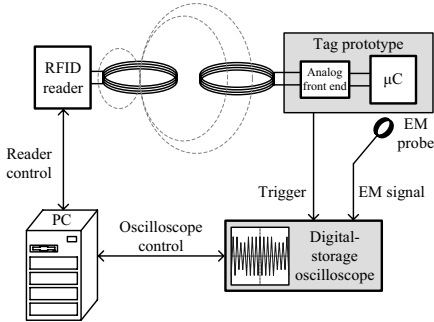 Tag prototype
RFID
reader
Analog
front end
μC
EM
probe
Reader
control
Trigger
EM signal
PC
Oscilloscope
control
Digital-
storage
oscilloscope